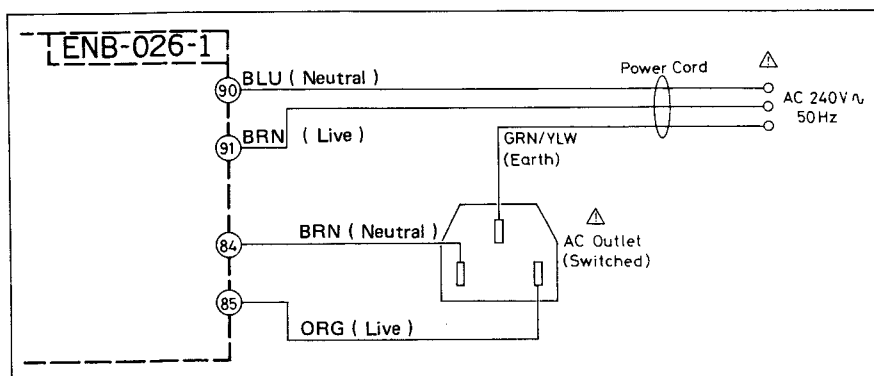 ENB-026-1
90
BLU ( Neutral )
Power Cord
⚠
AC 240V ∿
50Hz
91
BRN ( Live )
GRN/YLW
(Earth)
84
BRN ( Neutral )
⚠
AC Outlet
(Switched)
85
ORG ( Live )